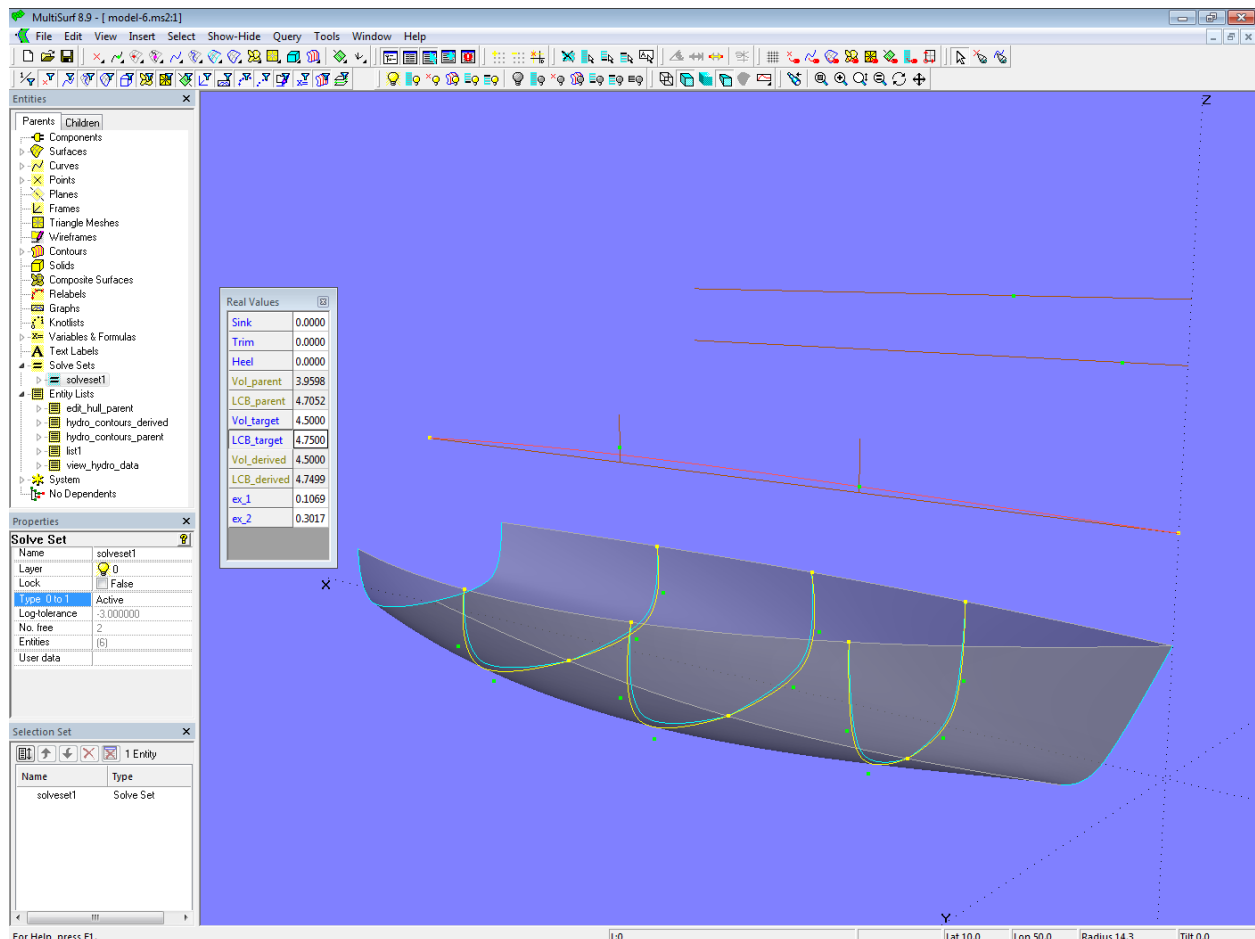 MultiSurf 8.9 - [ model-6.ms2:1]
File Edit View Insert Select Show-Hide Query Tools Window Help
Entities
Parents Children
Components
Surfaces
Curves
Points
Planes
Frames
Triangle Meshes
Wireframes
Contours
Solids
Composite Surfaces
Relabels
Graphs
Knotlists
Variables & Formulas
Text Labels
Solve Sets
solveset1
Entity Lists
edit_hull_parent
hydro_contours_derived
hydro_contours_parent
list1
view_hydro_data
System
No Dependents
Properties
Solve Set
Name solveset1
Layer 0
Lock False
Type 0 to 1 Active
Log-tolerance -3.000000
No. free 2
Entities {6}
User data
Selection Set
1 Entity
Name Type
solveset1 Solve Set
Real Values
Sink 0.0000
Trim 0.0000
Heel 0.0000
Vol_parent 3.9598
LCB_parent 4.7052
Vol_target 4.5000
LCB_target 4.7500
Vol_derived 4.5000
LCB_derived 4.7499
ex_1 0.1069
ex_2 0.3017
Z
X
Y
For Help, press F1. L:0 Lat 10.0 Lon 50.0 Radius 14.3 Tilt 0.0